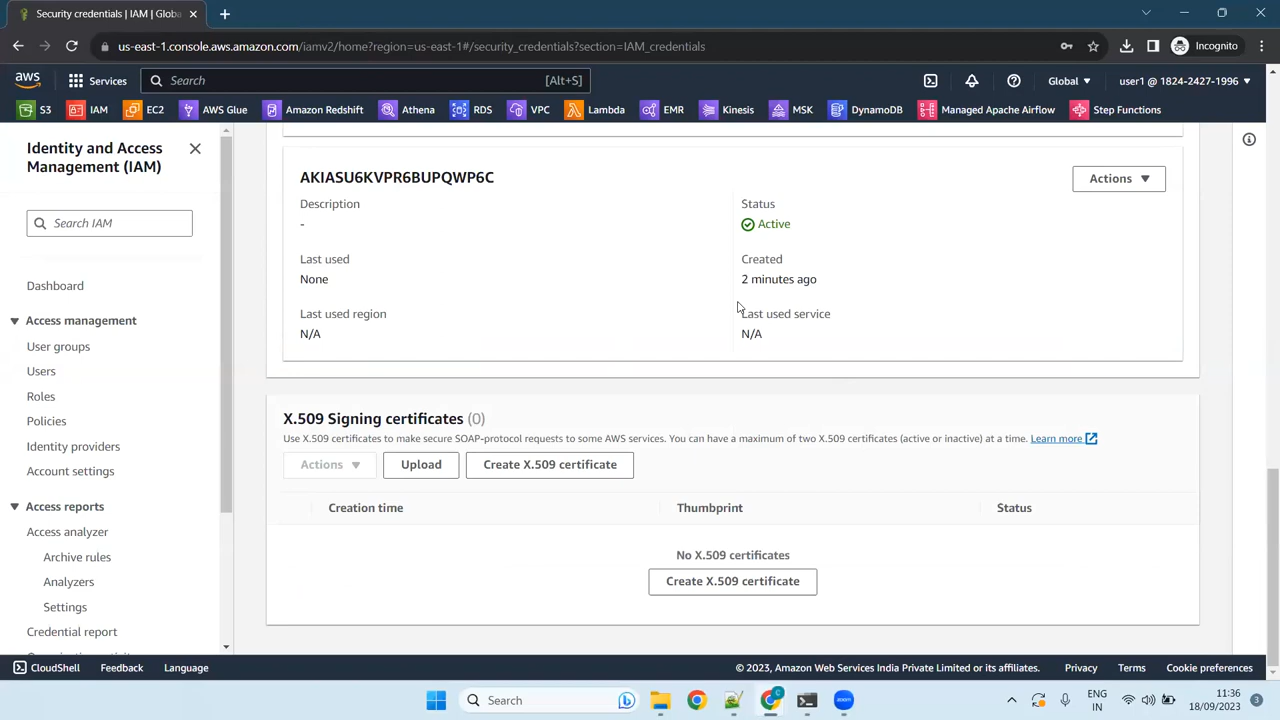 Security credentials | IAM | Globa
us-east-1.console.aws.amazon.com/iamv2/home?region=us-east-1#/security_credentials?section=IAM_credentials
Incognito
aws
Services
Search
[Alt+S]
Global
user1 @ 1824-2427-1996
S3
IAM
EC2
AWS Glue
Amazon Redshift
Athena
RDS
VPC
Lambda
EMR
Kinesis
MSK
DynamoDB
Managed Apache Airflow
Step Functions
Identity and Access
Management (IAM)
Search IAM
Dashboard
Access management
User groups
Users
Roles
Policies
Identity providers
Account settings
Access reports
Access analyzer
Archive rules
Analyzers
Settings
Credential report
AKIASU6KVPR6BUPQWP6C
Actions
Description
-
Status
Active
Last used
None
Created
2 minutes ago
Last used region
N/A
Last used service
N/A
X.509 Signing certificates (0)
Use X.509 certificates to make secure SOAP-protocol requests to some AWS services. You can have a maximum of two X.509 certificates (active or inactive) at a time. Learn more
Actions
Upload
Create X.509 certificate
Creation time
Thumbprint
Status
No X.509 certificates
Create X.509 certificate
CloudShell
Feedback
Language
© 2023, Amazon Web Services India Private Limited or its affiliates.
Privacy
Terms
Cookie preferences
Search
ENG
IN
11:36
18/09/2023
3